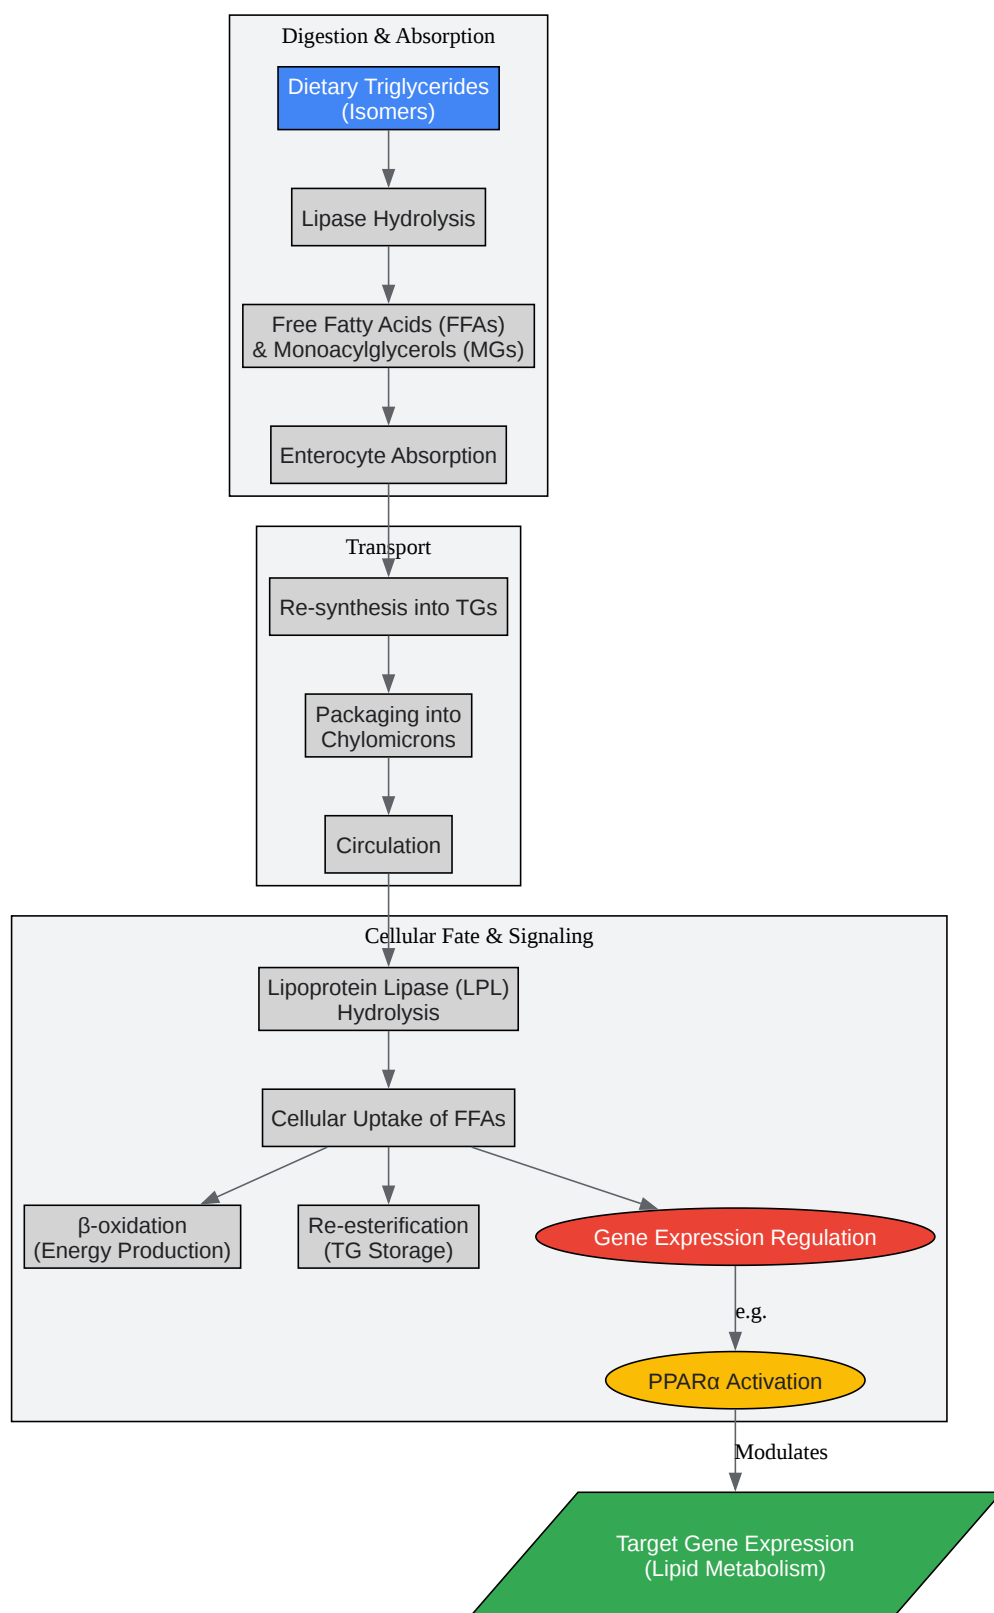 Digestion & Absorption
Dietary Triglycerides
(Isomers)
Lipase Hydrolysis
Free Fatty Acids (FFAs)
& Monoacylglycerols (MGs)
Enterocyte Absorption
Transport
Re-synthesis into TGs
Packaging into
Chylomicrons
Circulation
Cellular Fate & Signaling
Lipoprotein Lipase (LPL)
Hydrolysis
Cellular Uptake of FFAs
β-oxidation
(Energy Production)
Re-esterification
(TG Storage)
Gene Expression Regulation
e.g.
PPARα Activation
Modulates
Target Gene Expression
(Lipid Metabolism)